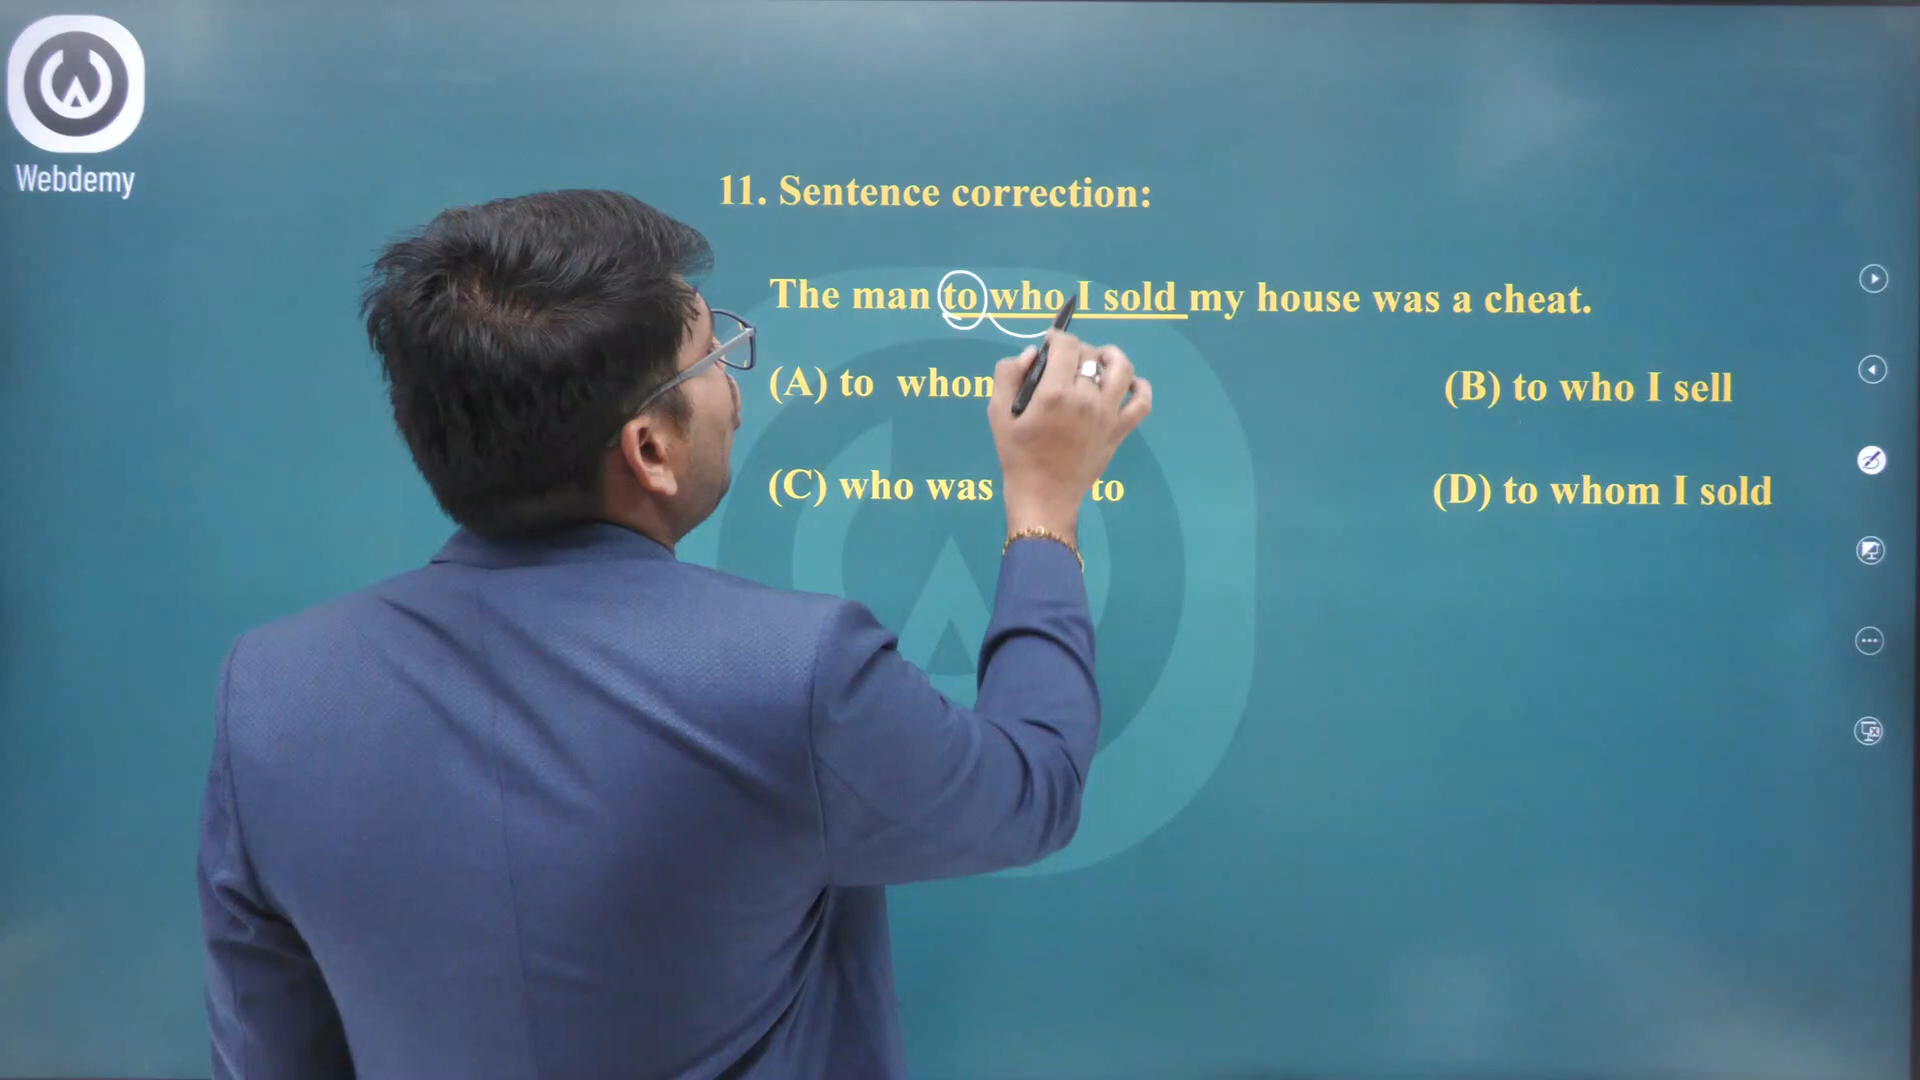 Webdemy
11. Sentence correction:
The man to who I sold my house was a cheat.
(A) to whom
(B) to who I sell
(C) who was to
(D) to whom I sold